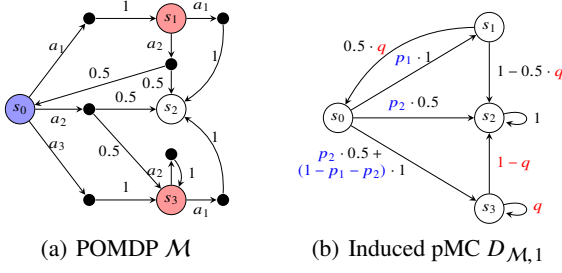 1
s₁
a₁
a₁
a₂
1
0.5
0.5
s₀
a₂
0.5
s₂
a₃
0.5
1
a₂
1
1
s₃
a₁
(a) POMDP ℳ
s₁
0.5 · q
p₁ · 1
1 − 0.5 · q
s₀
p₂ · 0.5
s₂
1
p₂ · 0.5 +
(1 − p₁ − p₂) · 1
1 − q
s₃
q
(b) Induced pMC D_{ℳ,1}